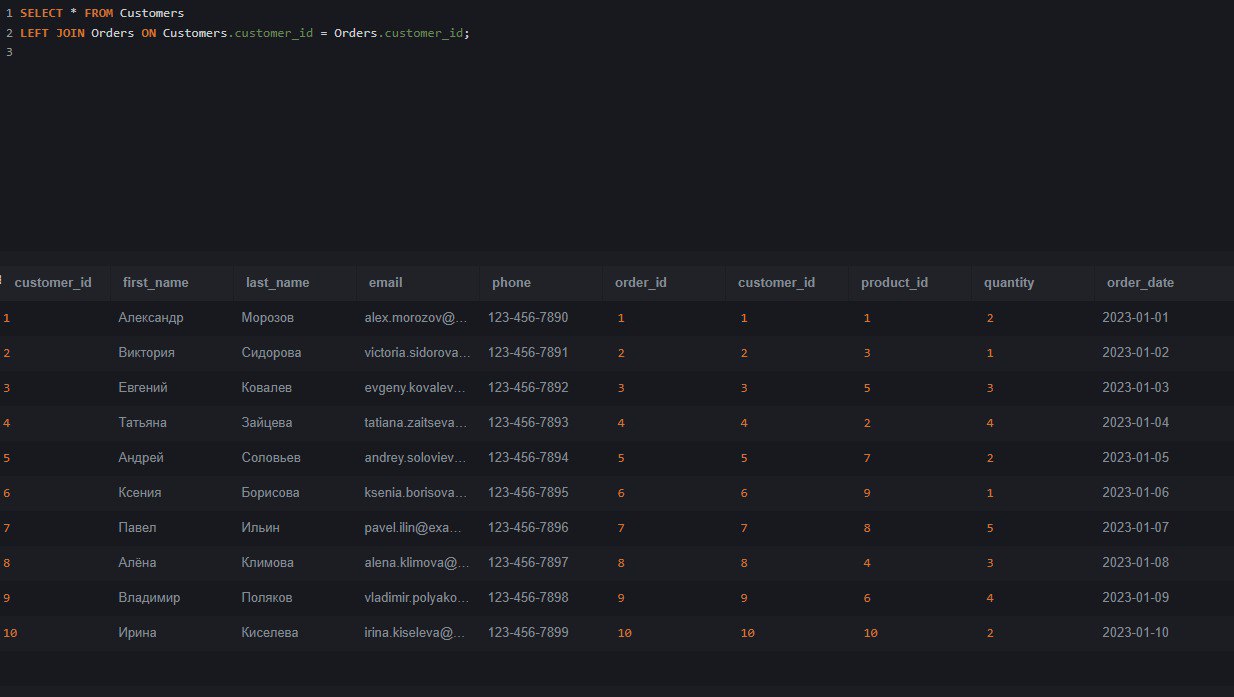 1 SELECT * FROM Customers
2 LEFT JOIN Orders ON Customers.customer_id = Orders.customer_id;
3
customer_id first_name last_name email phone order_id customer_id product_id quantity order_date
1 Александр Морозов alex.morozov@... 123-456-7890 1 1 1 2 2023-01-01
2 Виктория Сидорова victoria.sidorova... 123-456-7891 2 2 3 1 2023-01-02
3 Евгений Ковалев evgeny.kovalev... 123-456-7892 3 3 5 3 2023-01-03
4 Татьяна Зайцева tatiana.zaitseva... 123-456-7893 4 4 2 4 2023-01-04
5 Андрей Соловьев andrey.soloviev... 123-456-7894 5 5 7 2 2023-01-05
6 Ксения Борисова ksenia.borisova... 123-456-7895 6 6 9 1 2023-01-06
7 Павел Ильин pavel.ilin@exa... 123-456-7896 7 7 8 5 2023-01-07
8 Алёна Климова alena.klimova@... 123-456-7897 8 8 4 3 2023-01-08
9 Владимир Поляков vladimir.polyako... 123-456-7898 9 9 6 4 2023-01-09
10 Ирина Киселева irina.kiseleva@... 123-456-7899 10 10 10 2 2023-01-10